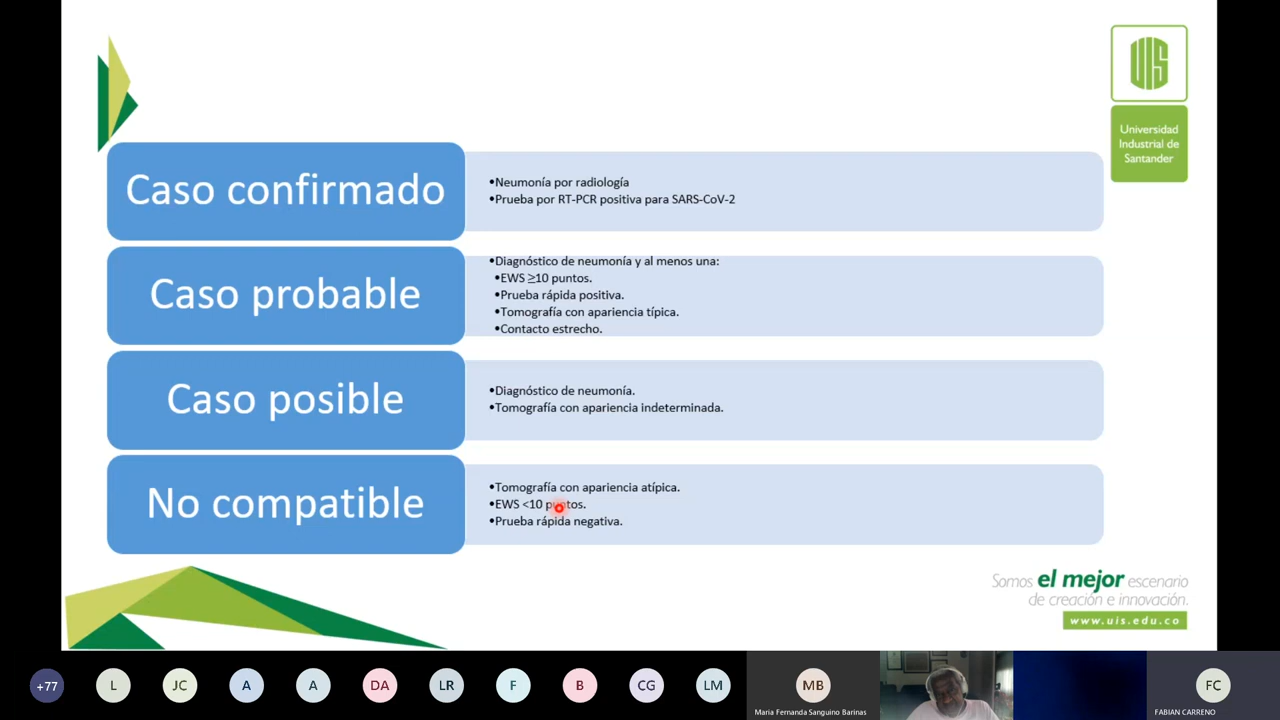 UIS
Universidad
Industrial de
Santander
Caso confirmado
•Neumonía por radiología
•Prueba por RT-PCR positiva para SARS-CoV-2
Caso probable
•Diagnóstico de neumonía y al menos una:
•EWS ≥10 puntos.
•Prueba rápida positiva.
•Tomografía con apariencia típica.
•Contacto estrecho.
Caso posible
•Diagnóstico de neumonía.
•Tomografía con apariencia indeterminada.
No compatible
•Tomografía con apariencia atípica.
•EWS <10 puntos.
•Prueba rápida negativa.
Somos el mejor escenario
de creación e innovación.
www.uis.edu.co
+77
L
JC
A
A
DA
LR
F
B
CG
LM
MB
Maria Fernanda Sanguino Barinas
FC
FABIAN CARRENO